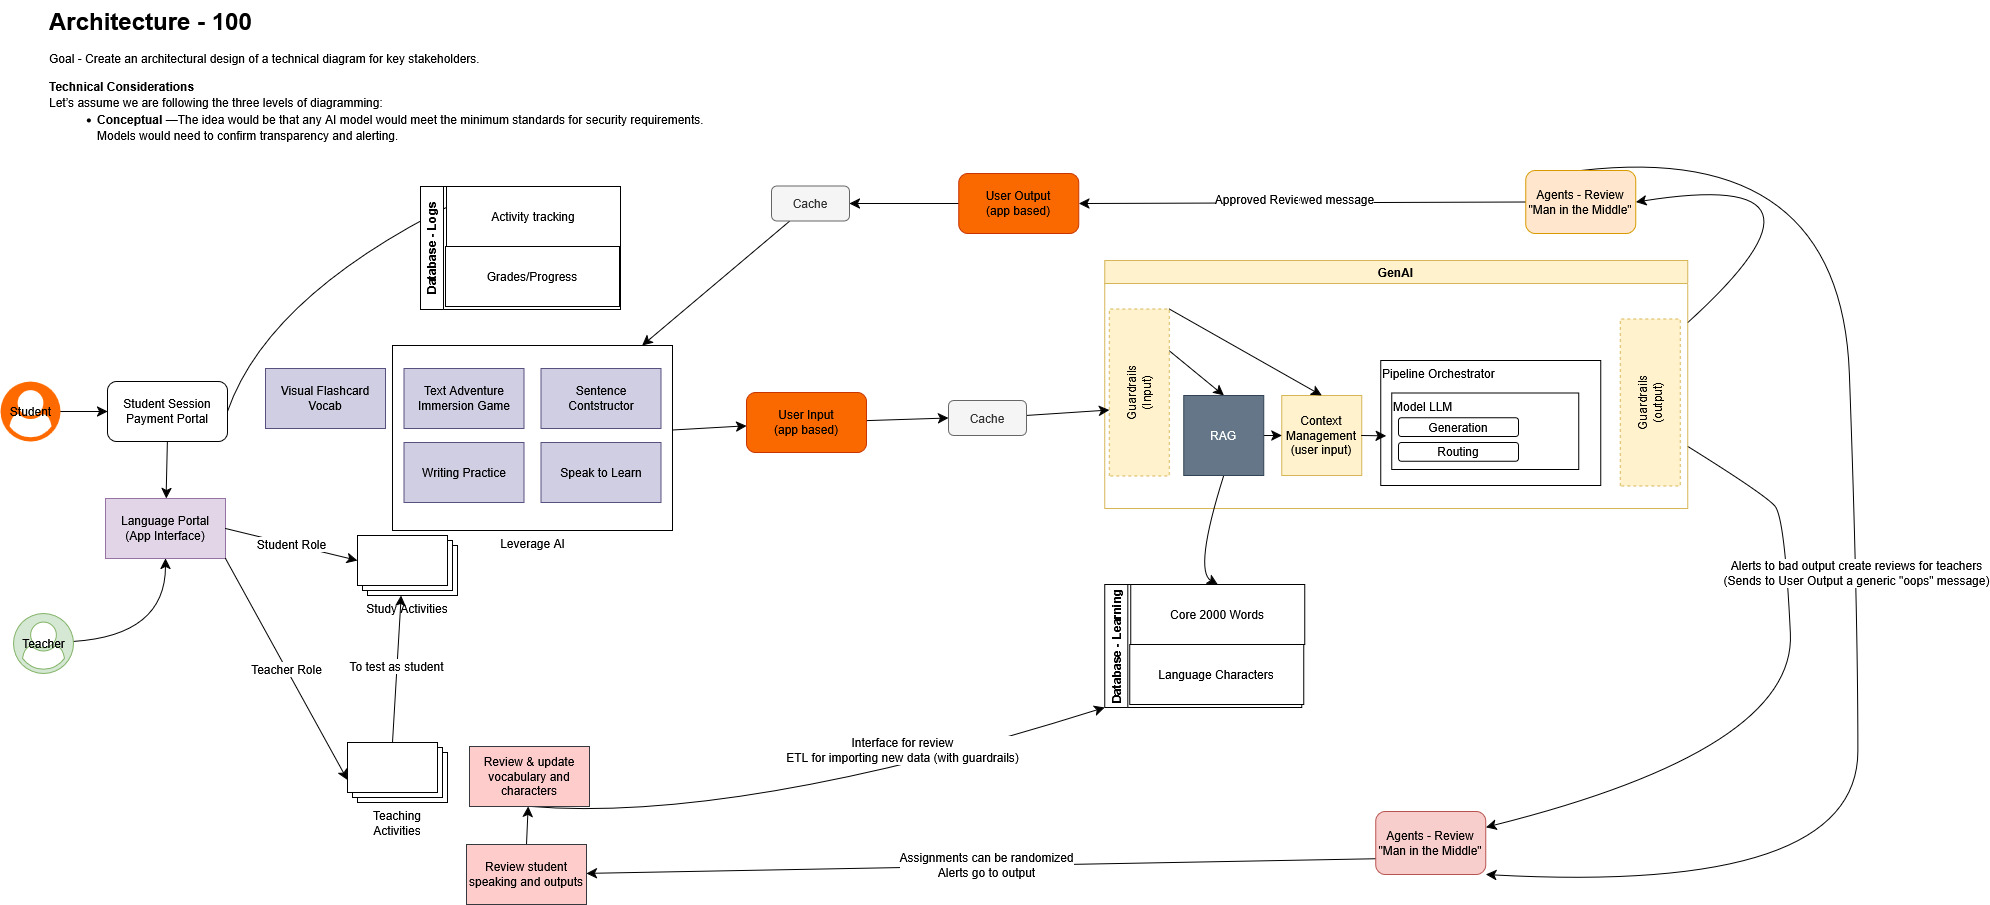 Architecture - 100
Goal - Create an architectural design of a technical diagram for key stakeholders.
Technical Considerations
Let's assume we are following the three levels of diagramming:
• Conceptual —The idea would be that any AI model would meet the minimum standards for security requirements.
Models would need to confirm transparency and alerting.
Database - Logs
Activity tracking
Grades/Progress
Cache
User Output
(app based)
Approved Reviewed message
Agents - Review
"Man in the Middle"
Student
Student Session
Payment Portal
Visual Flashcard
Vocab
Text Adventure
Immersion Game
Sentence
Contstructor
Writing Practice
Speak to Learn
Leverage AI
User Input
(app based)
Cache
GenAI
Guardrails
(Input)
RAG
Context
Management
(user input)
Pipeline Orchestrator
Model LLM
Generation
Routing
Guardrails
(output)
Language Portal
(App Interface)
Student Role
Study Activities
Teacher
Teacher Role
To test as student
Teaching
Activities
Alerts to bad output create reviews for teachers
(Sends to User Output a generic "oops" message)
Database - Learning
Core 2000 Words
Language Characters
Review & update
vocabulary and
characters
Interface for review
ETL for importing new data (with guardrails)
Review student
speaking and outputs
Assignments can be randomized
Alerts go to output
Agents - Review
"Man in the Middle"